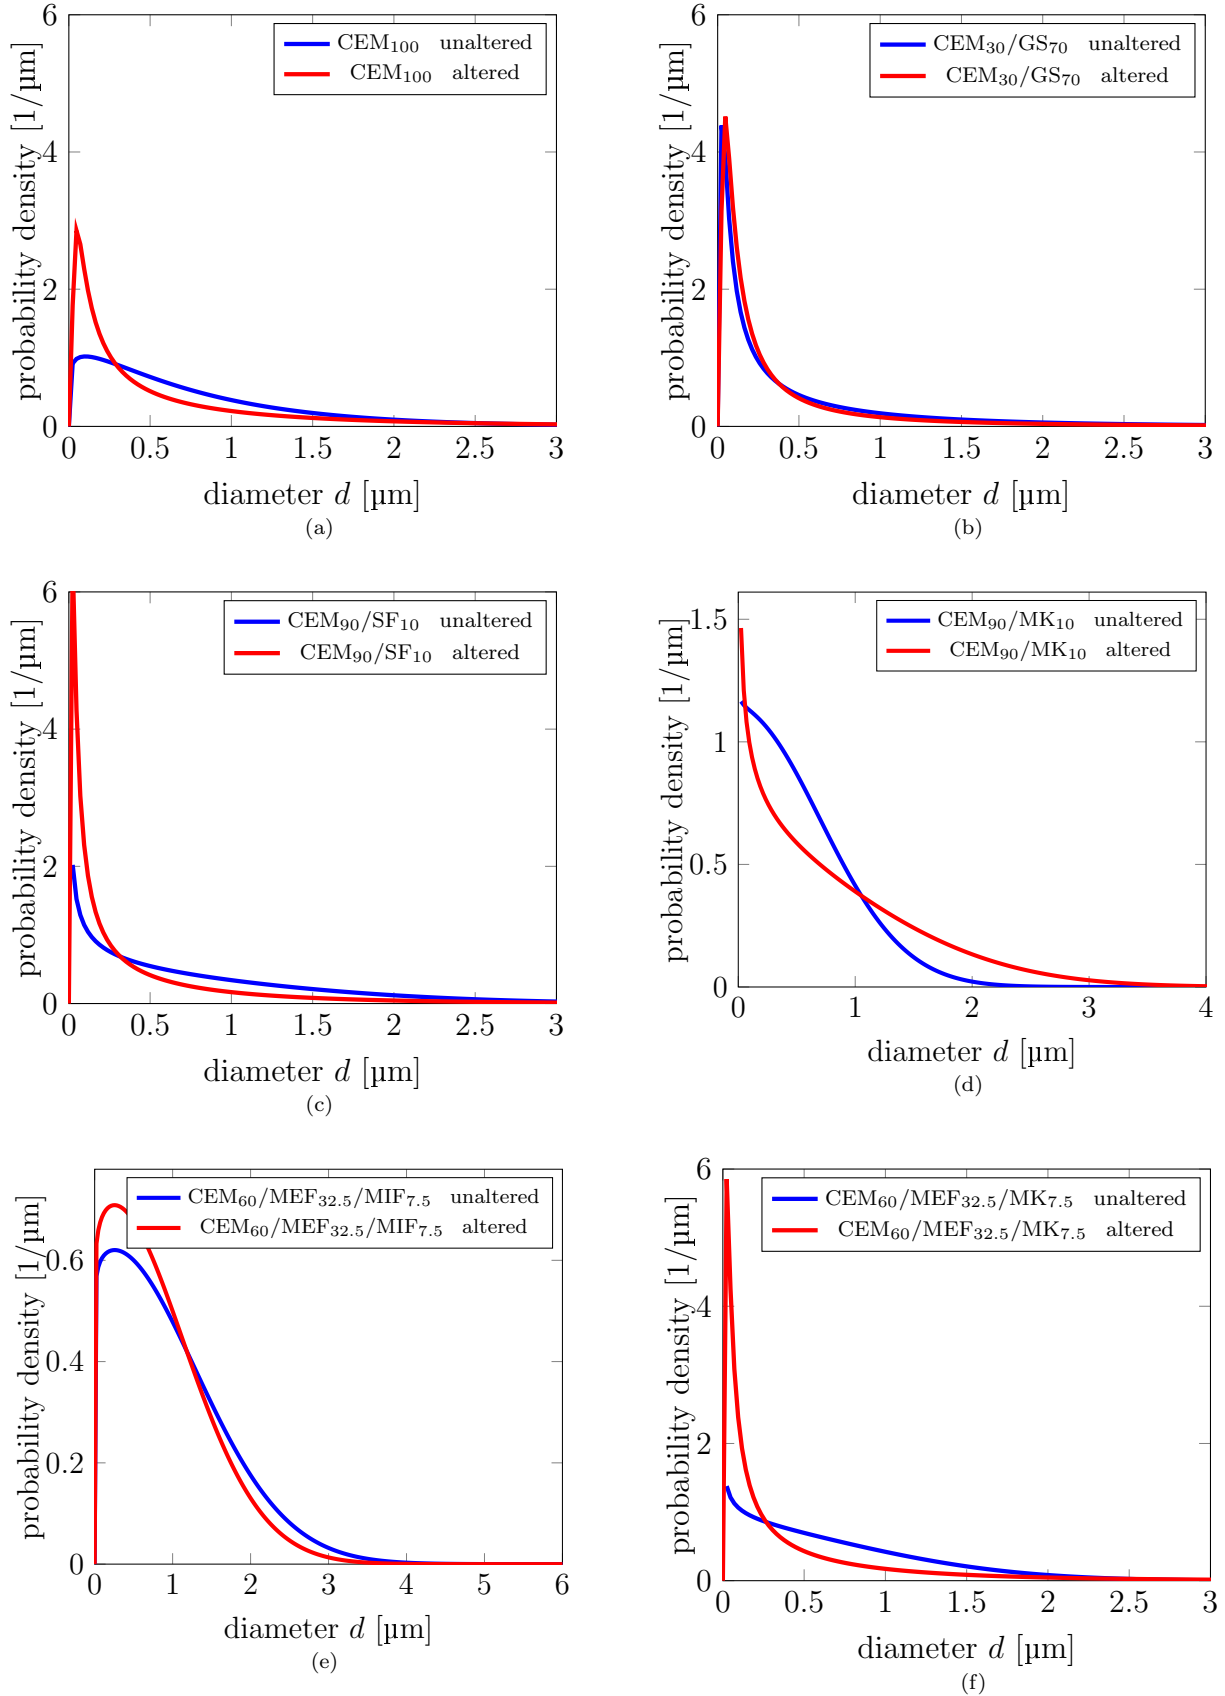 probability density [1/µm]
6
4
2
0
CEM₁₀₀ unaltered
CEM₁₀₀ altered
0 0.5 1 1.5 2 2.5 3
diameter d [µm]
(a)
probability density [1/µm]
6
4
2
0
CEM₃₀/GS₇₀ unaltered
CEM₃₀/GS₇₀ altered
0 0.5 1 1.5 2 2.5 3
diameter d [µm]
(b)
probability density [1/µm]
6
4
2
0
CEM₉₀/SF₁₀ unaltered
CEM₉₀/SF₁₀ altered
0 0.5 1 1.5 2 2.5 3
diameter d [µm]
(c)
probability density [1/µm]
1.5
1
0.5
0
CEM₉₀/MK₁₀ unaltered
CEM₉₀/MK₁₀ altered
0 1 2 3 4
diameter d [µm]
(d)
probability density [1/µm]
0.6
0.4
0.2
0
CEM₆₀/MEF₃₂.₅/MIF₇.₅ unaltered
CEM₆₀/MEF₃₂.₅/MIF₇.₅ altered
0 1 2 3 4 5 6
diameter d [µm]
(e)
probability density [1/µm]
6
4
2
0
CEM₆₀/MEF₃₂.₅/MK₇.₅ unaltered
CEM₆₀/MEF₃₂.₅/MK₇.₅ altered
0 0.5 1 1.5 2 2.5 3
diameter d [µm]
(f)